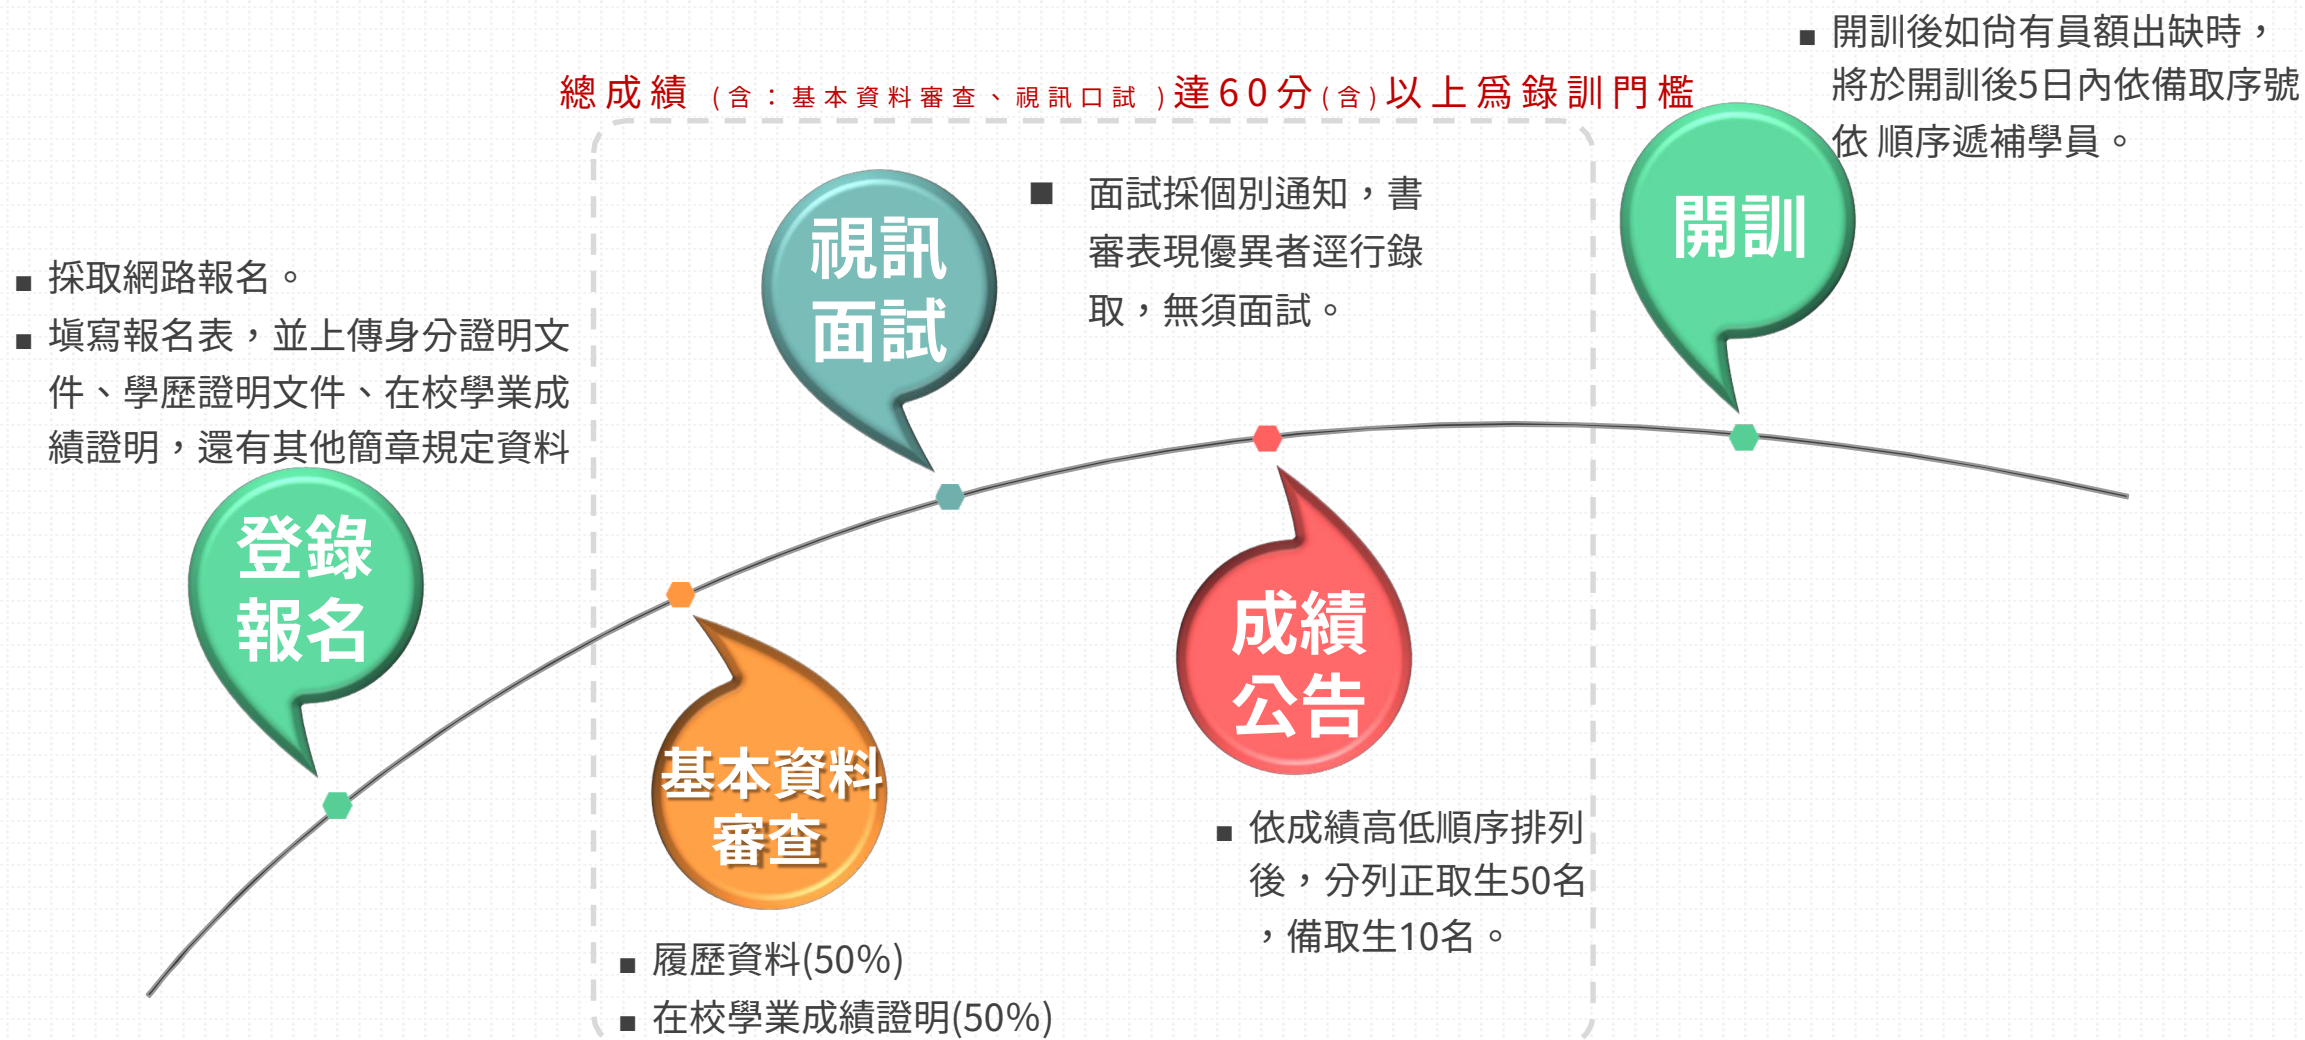 總成績 (含：基本資料審查、視訊口試 )達60分(含)以上為錄訓門檻
■ 採取網路報名。
■ 填寫報名表，並上傳身分證明文
件、學歷證明文件、在校學業成
績證明，還有其他簡章規定資料
登錄
報名
基本資料
審查
■ 履歷資料(50%)
■ 在校學業成績證明(50%)
視訊
面試
■ 面試採個別通知，書
審表現優異者逕行錄
取，無須面試。
成績
公告
■ 依成績高低順序排列
後，分列正取生50名
，備取生10名。
開訓
■ 開訓後如尚有員額出缺時，
將於開訓後5日內依備取序號
依 順序遞補學員。